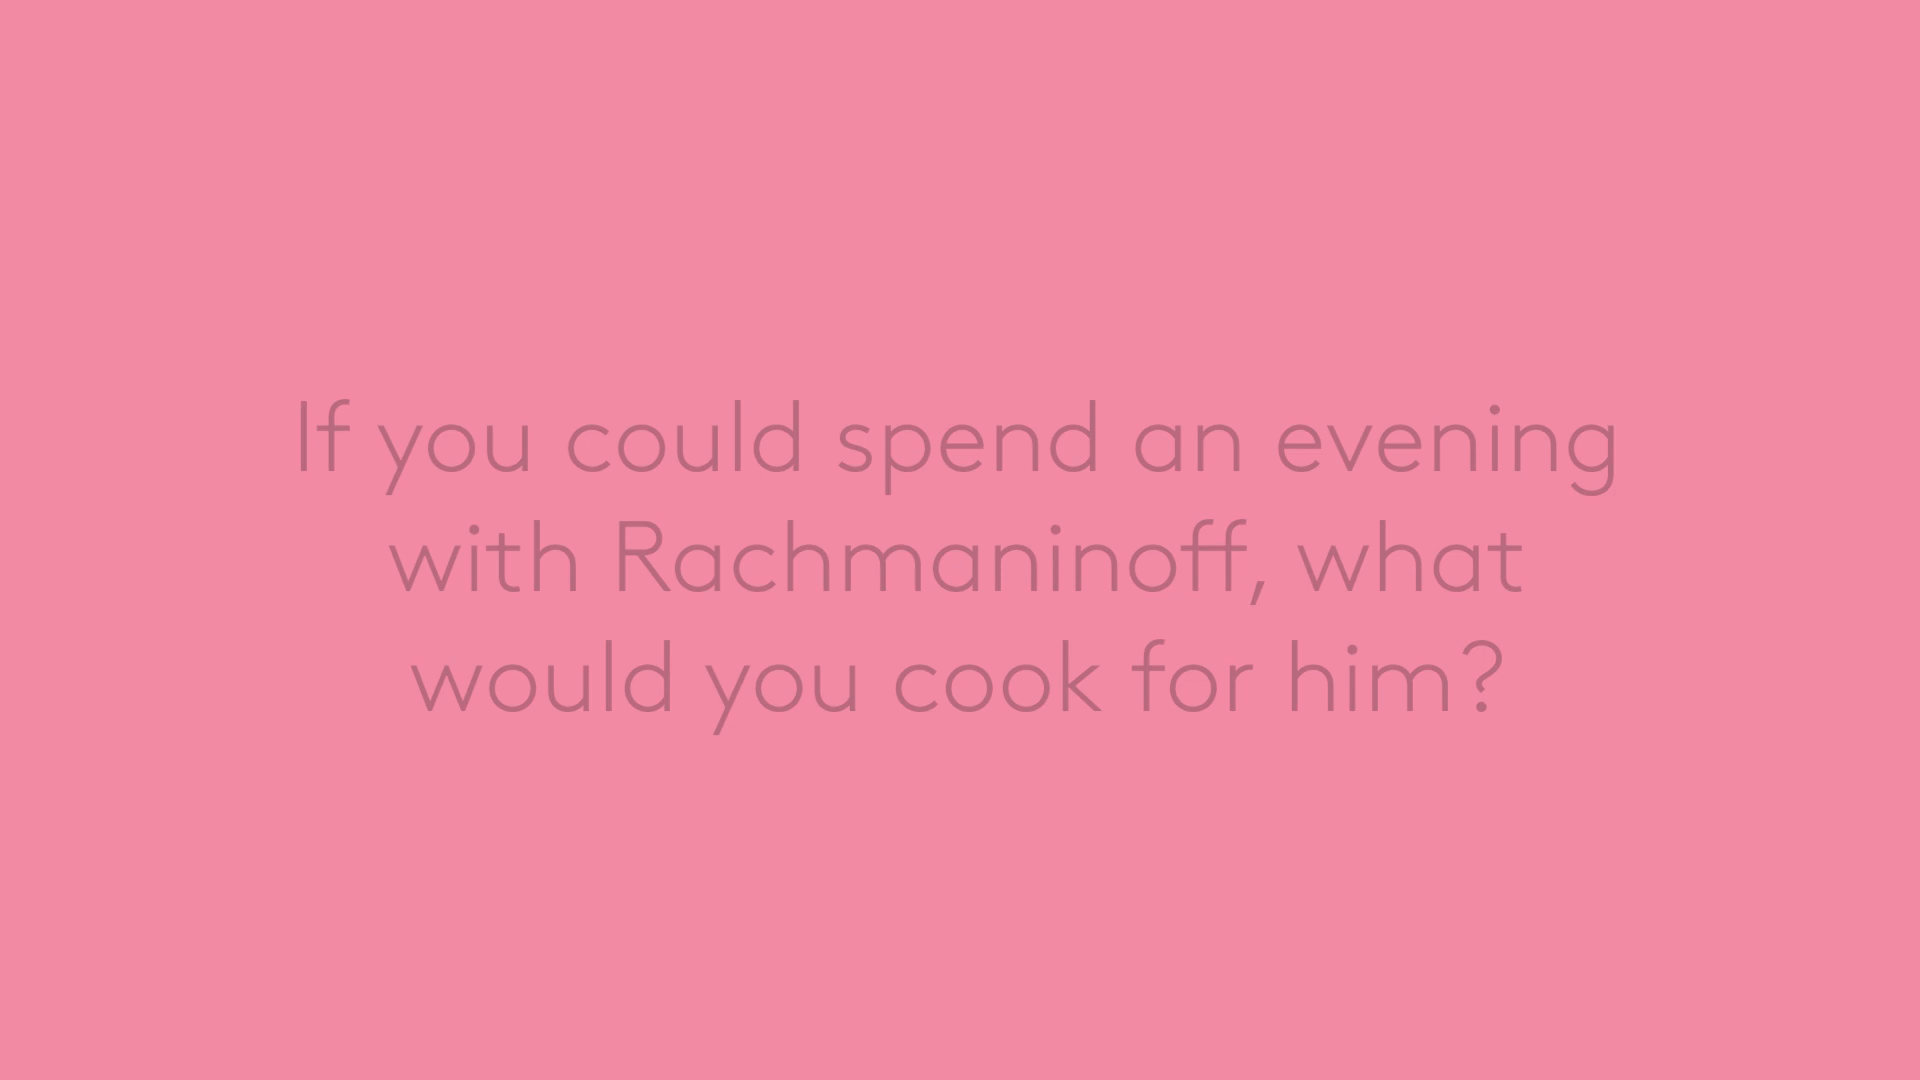 If you could spend an evening
with Rachmaninoff, what
would you cook for him?